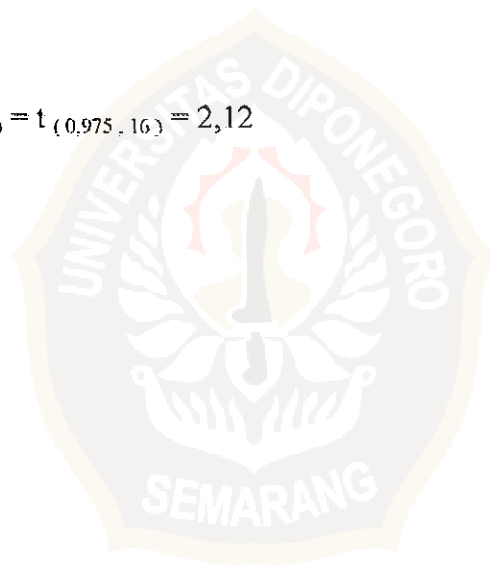 ) = t ( 0,975 , 16 ) = 2,12
UNIVERSITAS DIPONEGORO
SEMARANG